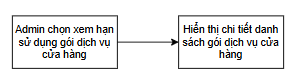 Admin chọn xem hạn
sử dụng gói dịch vụ
cửa hàng
Hiển thị chi tiết danh
sách gói dịch vụ cửa
hàng